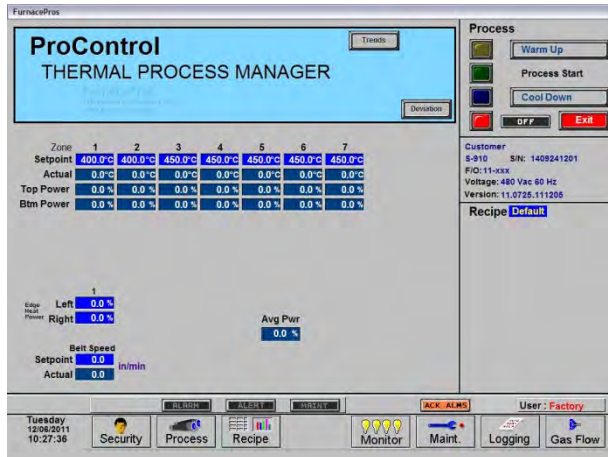 FurnacePros
ProControl
THERMAL PROCESS MANAGER
Trends
Deviation
Process
Warm Up
Process Start
Cool Down
OFF Exit
Zone 1 2 3 4 5 6 7
Setpoint 400.0°C 400.0°C 450.0°C 450.0°C 450.0°C 450.0°C 450.0°C
Actual 0.0°C 0.0°C 0.0°C 0.0°C 0.0°C 0.0°C 0.0°C
Top Power 0.0 % 0.0 % 0.0 % 0.0 % 0.0 % 0.0 % 0.0 %
Btm Power 0.0 % 0.0 % 0.0 % 0.0 % 0.0 % 0.0 % 0.0 %
Customer
S-910 S/N: 1409241201
F/O: 11-xxx
Voltage: 480 Vac 60 Hz
Version: 11.0725.111205
Recipe Default
1
Edge Heat Power
Left 0.0 %
Right 0.0 %
Avg Pwr
0.0 %
Belt Speed
Setpoint 0.0 in/min
Actual 0.0
ALARM ALERT MAINT ACK ALMS User : Factory
Tuesday
12/06/2011
10:27:36
Security Process Recipe Monitor Maint. Logging Gas Flow